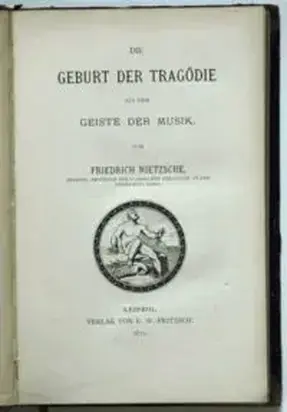 DIE
GEBURT DER TRAGÖDIE
AUS DEM
GEISTE DER MUSIK.
VON
FRIEDRICH NIETZSCHE,
LEIPZIG.
VERLAG VON E. W. FRITZSCH.